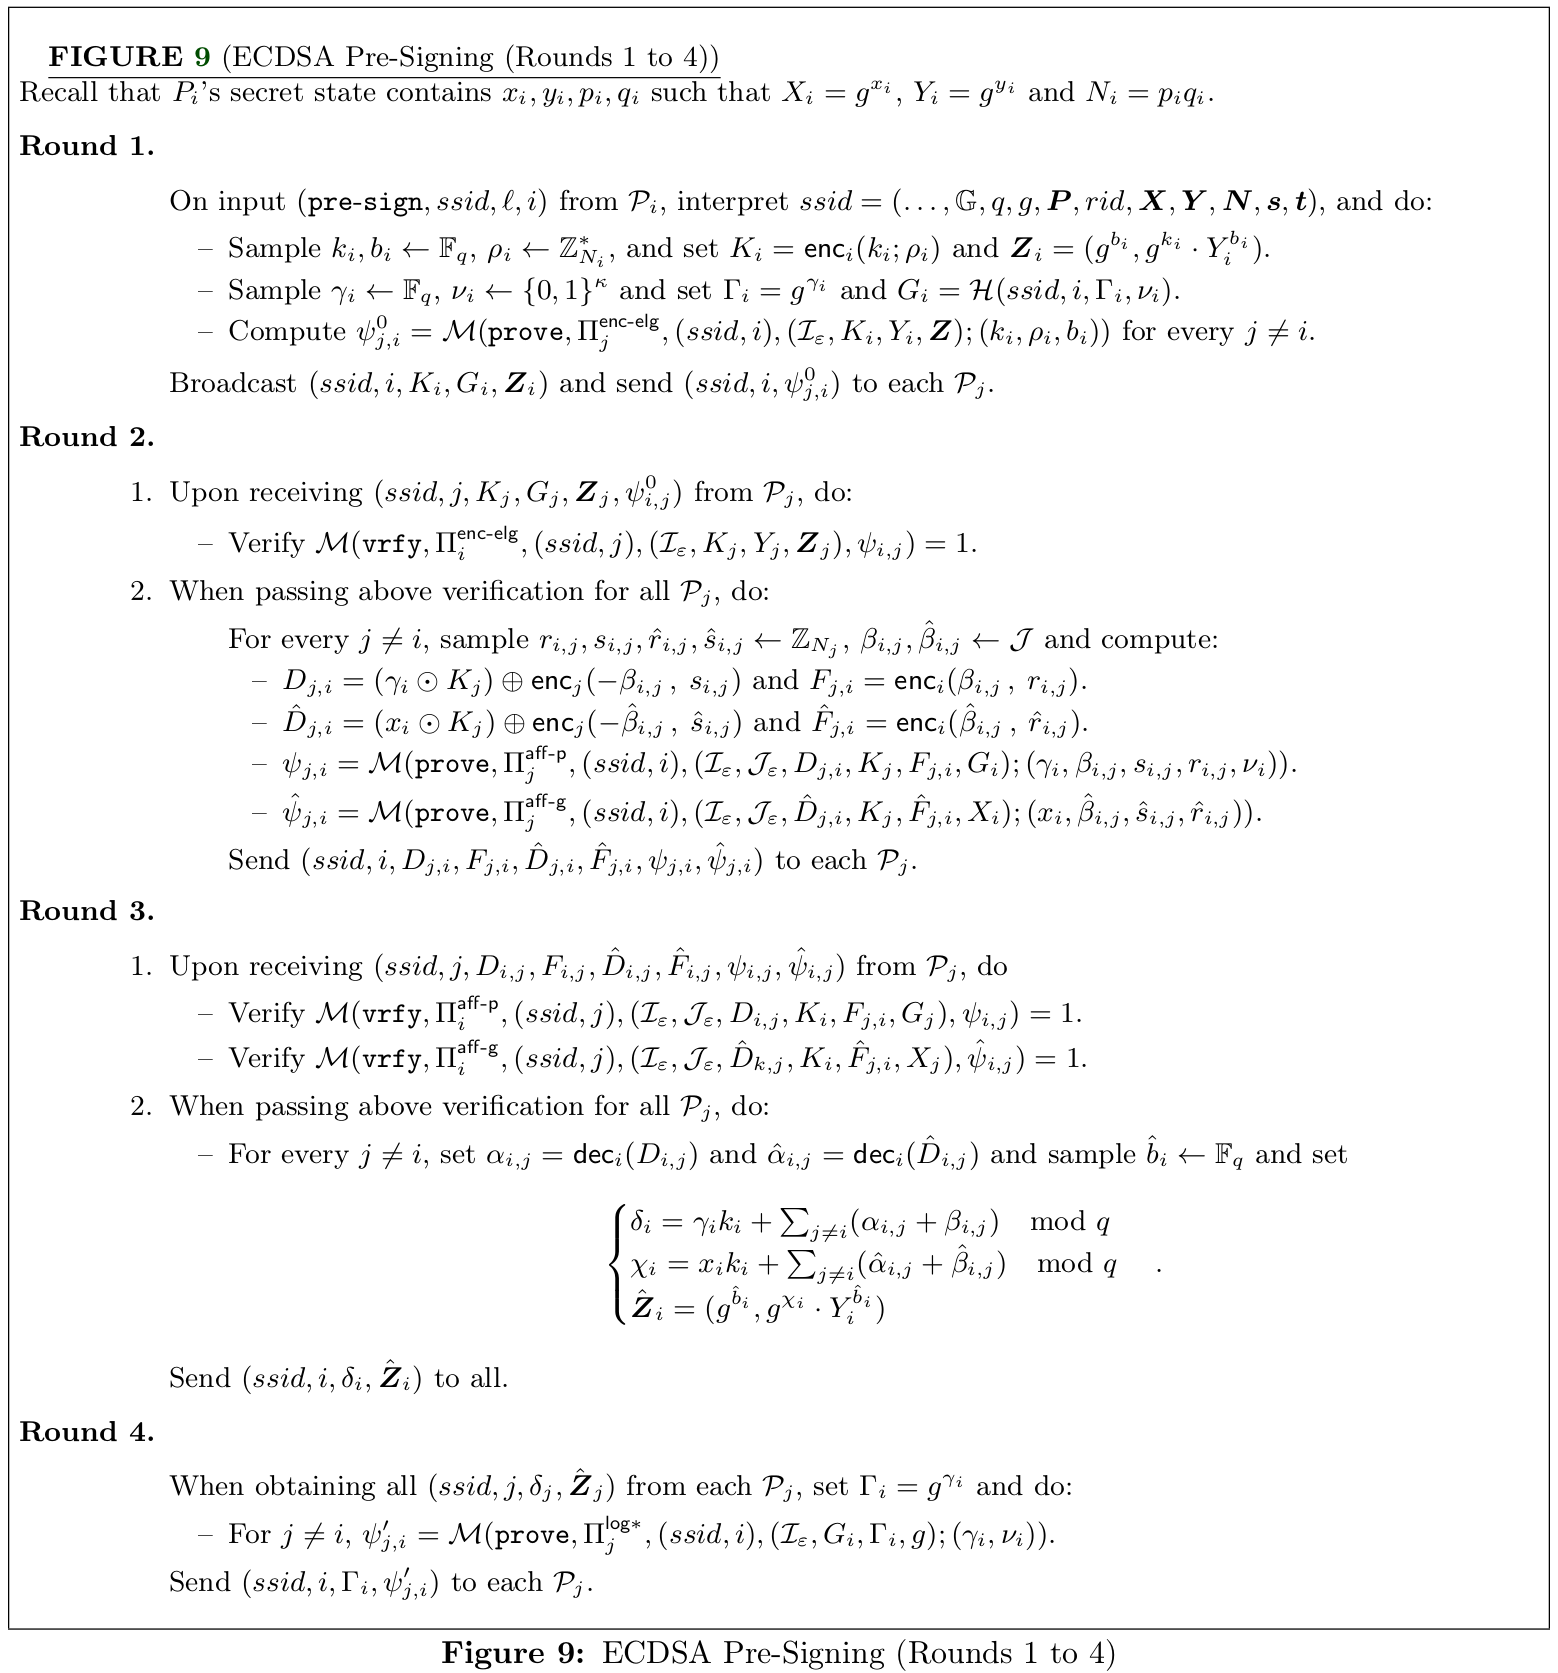 FIGURE 9 (ECDSA Pre-Signing (Rounds 1 to 4))
Recall that $P_i$'s secret state contains $x_i, y_i, p_i, q_i$ such that $X_i = g^{x_i}$, $Y_i = g^{y_i}$ and $N_i = p_i q_i$.
Round 1.
On input $(\texttt{pre-sign}, ssid, \ell, i)$ from $\mathcal{P}_i$, interpret $ssid = (\ldots, \mathbb{G}, q, g, \boldsymbol{P}, rid, \boldsymbol{X}, \boldsymbol{Y}, \boldsymbol{N}, \boldsymbol{s}, \boldsymbol{t})$, and do:
– Sample $k_i, b_i \leftarrow \mathbb{F}_q$, $\rho_i \leftarrow \mathbb{Z}^*_{N_i}$, and set $K_i = \mathsf{enc}_i(k_i; \rho_i)$ and $\boldsymbol{Z}_i = (g^{b_i}, g^{k_i} \cdot Y_i^{b_i})$.
– Sample $\gamma_i \leftarrow \mathbb{F}_q$, $\nu_i \leftarrow \{0,1\}^\kappa$ and set $\Gamma_i = g^{\gamma_i}$ and $G_i = \mathcal{H}(ssid, i, \Gamma_i, \nu_i)$.
– Compute $\psi^0_{j,i} = \mathcal{M}(\texttt{prove}, \Pi_j^{\mathsf{enc\text{-}elg}}, (ssid, i), (\mathcal{I}_\varepsilon, K_i, Y_i, \boldsymbol{Z}); (k_i, \rho_i, b_i))$ for every $j \neq i$.
Broadcast $(ssid, i, K_i, G_i, \boldsymbol{Z}_i)$ and send $(ssid, i, \psi^0_{j,i})$ to each $\mathcal{P}_j$.
Round 2.
1. Upon receiving $(ssid, j, K_j, G_j, \boldsymbol{Z}_j, \psi^0_{i,j})$ from $\mathcal{P}_j$, do:
– Verify $\mathcal{M}(\texttt{vrfy}, \Pi_i^{\mathsf{enc\text{-}elg}}, (ssid, j), (\mathcal{I}_\varepsilon, K_j, Y_j, \boldsymbol{Z}_j), \psi_{i,j}) = 1$.
2. When passing above verification for all $\mathcal{P}_j$, do:
For every $j \neq i$, sample $r_{i,j}, s_{i,j}, \hat{r}_{i,j}, \hat{s}_{i,j} \leftarrow \mathbb{Z}_{N_j}$, $\beta_{i,j}, \hat{\beta}_{i,j} \leftarrow \mathcal{J}$ and compute:
– $D_{j,i} = (\gamma_i \odot K_j) \oplus \mathsf{enc}_j(-\beta_{i,j}, s_{i,j})$ and $F_{j,i} = \mathsf{enc}_i(\beta_{i,j}, r_{i,j})$.
– $\hat{D}_{j,i} = (x_i \odot K_j) \oplus \mathsf{enc}_j(-\hat{\beta}_{i,j}, \hat{s}_{i,j})$ and $\hat{F}_{j,i} = \mathsf{enc}_i(\hat{\beta}_{i,j}, \hat{r}_{i,j})$.
– $\psi_{j,i} = \mathcal{M}(\texttt{prove}, \Pi_j^{\mathsf{aff\text{-}p}}, (ssid, i), (\mathcal{I}_\varepsilon, \mathcal{J}_\varepsilon, D_{j,i}, K_j, F_{j,i}, G_i); (\gamma_i, \beta_{i,j}, s_{i,j}, r_{i,j}, \nu_i))$.
– $\hat{\psi}_{j,i} = \mathcal{M}(\texttt{prove}, \Pi_j^{\mathsf{aff\text{-}g}}, (ssid, i), (\mathcal{I}_\varepsilon, \mathcal{J}_\varepsilon, \hat{D}_{j,i}, K_j, \hat{F}_{j,i}, X_i); (x_i, \hat{\beta}_{i,j}, \hat{s}_{i,j}, \hat{r}_{i,j}))$.
Send $(ssid, i, D_{j,i}, F_{j,i}, \hat{D}_{j,i}, \hat{F}_{j,i}, \psi_{j,i}, \hat{\psi}_{j,i})$ to each $\mathcal{P}_j$.
Round 3.
1. Upon receiving $(ssid, j, D_{i,j}, F_{i,j}, \hat{D}_{i,j}, \hat{F}_{i,j}, \psi_{i,j}, \hat{\psi}_{i,j})$ from $\mathcal{P}_j$, do
– Verify $\mathcal{M}(\texttt{vrfy}, \Pi_i^{\mathsf{aff\text{-}p}}, (ssid, j), (\mathcal{I}_\varepsilon, \mathcal{J}_\varepsilon, D_{i,j}, K_i, F_{j,i}, G_j), \psi_{i,j}) = 1$.
– Verify $\mathcal{M}(\texttt{vrfy}, \Pi_i^{\mathsf{aff\text{-}g}}, (ssid, j), (\mathcal{I}_\varepsilon, \mathcal{J}_\varepsilon, \hat{D}_{k,j}, K_i, \hat{F}_{j,i}, X_j), \hat{\psi}_{i,j}) = 1$.
2. When passing above verification for all $\mathcal{P}_j$, do:
– For every $j \neq i$, set $\alpha_{i,j} = \mathsf{dec}_i(D_{i,j})$ and $\hat{\alpha}_{i,j} = \mathsf{dec}_i(\hat{D}_{i,j})$ and sample $\hat{b}_i \leftarrow \mathbb{F}_q$ and set
$\delta_i = \gamma_i k_i + \sum_{j \neq i}(\alpha_{i,j} + \beta_{i,j}) \mod q$
$\chi_i = x_i k_i + \sum_{j \neq i}(\hat{\alpha}_{i,j} + \hat{\beta}_{i,j}) \mod q$ .
$\hat{\boldsymbol{Z}}_i = (g^{\hat{b}_i}, g^{\chi_i} \cdot Y_i^{\hat{b}_i})$
Send $(ssid, i, \delta_i, \hat{\boldsymbol{Z}}_i)$ to all.
Round 4.
When obtaining all $(ssid, j, \delta_j, \hat{\boldsymbol{Z}}_j)$ from each $\mathcal{P}_j$, set $\Gamma_i = g^{\gamma_i}$ and do:
– For $j \neq i$, $\psi'_{j,i} = \mathcal{M}(\texttt{prove}, \Pi_j^{\mathsf{log*}}, (ssid, i), (\mathcal{I}_\varepsilon, G_i, \Gamma_i, g); (\gamma_i, \nu_i))$.
Send $(ssid, i, \Gamma_i, \psi'_{j,i})$ to each $\mathcal{P}_j$.
Figure 9: ECDSA Pre-Signing (Rounds 1 to 4)